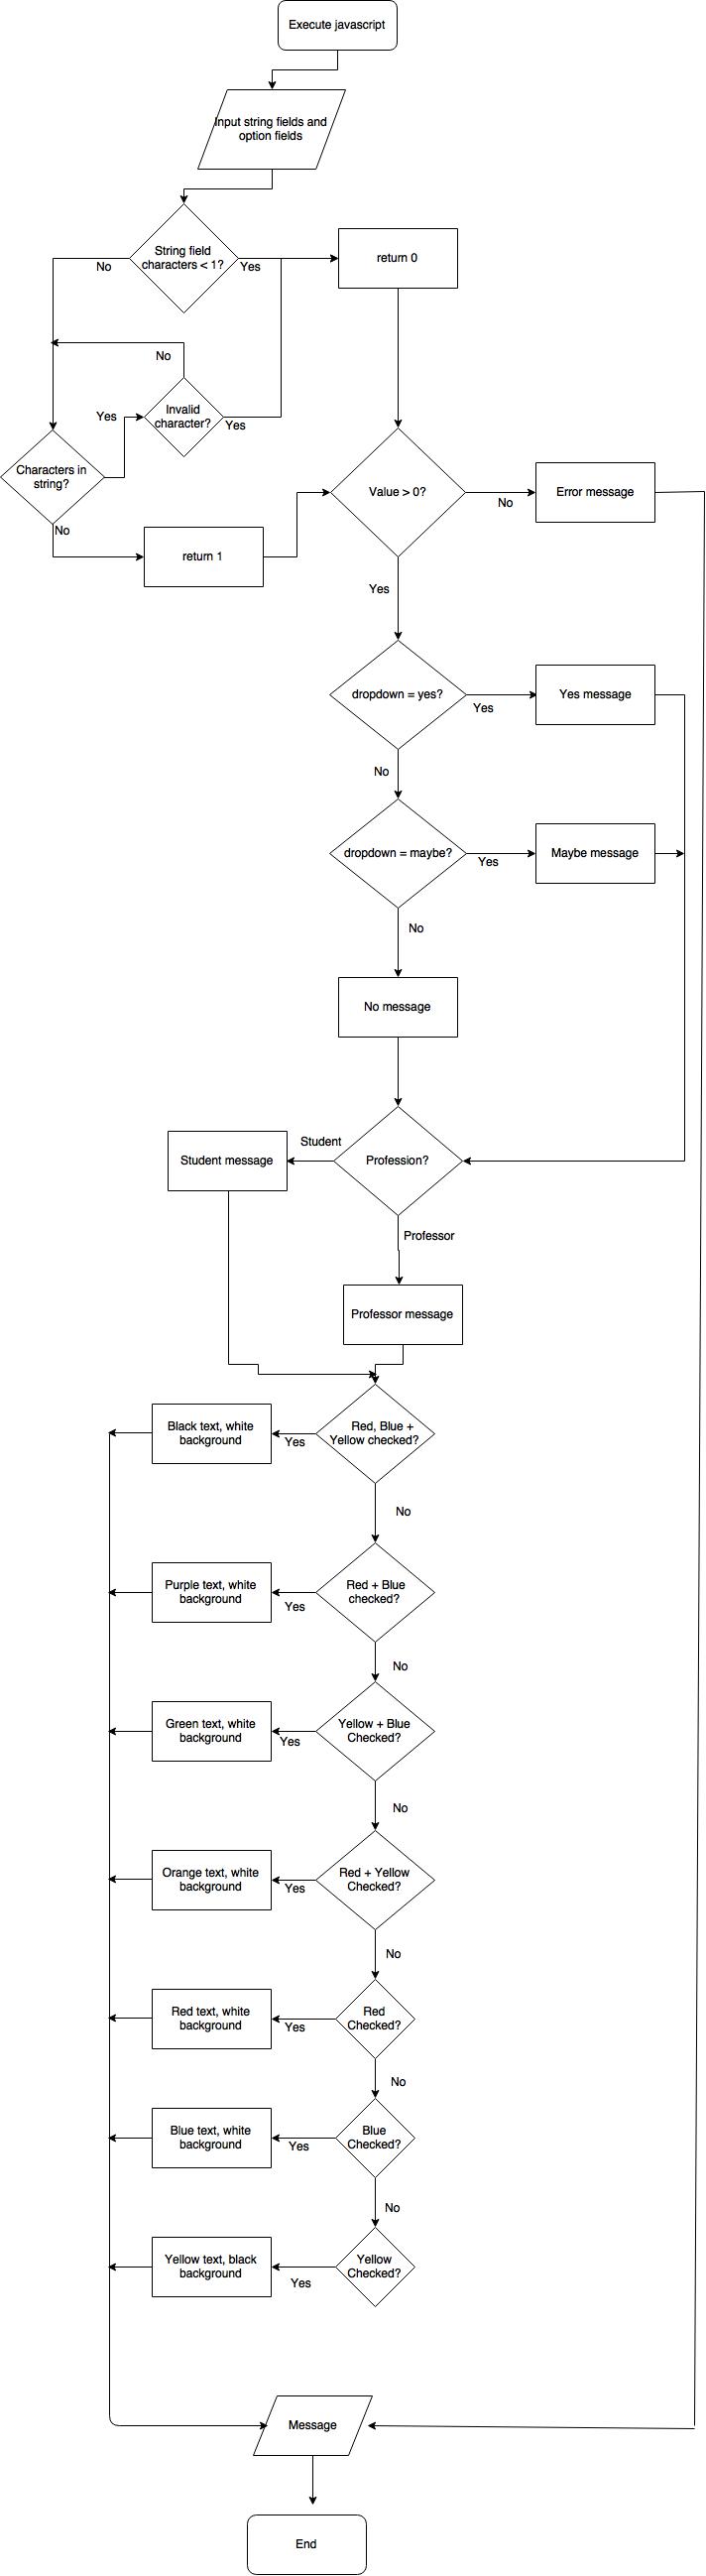 Execute javascript
Input string fields and
option fields
String field
characters < 1?
No
Yes
return 0
No
Invalid
character?
Yes
Yes
Characters in
string?
No
return 1
Value > 0?
No
Error message
Yes
dropdown = yes?
Yes
Yes message
No
dropdown = maybe?
Yes
Maybe message
No
No message
Student message
Student
Profession?
Professor
Professor message
Black text, white
background
Yes
Red, Blue +
Yellow checked?
No
Purple text, white
background
Yes
Red + Blue
checked?
No
Green text, white
background
Yes
Yellow + Blue
Checked?
No
Orange text, white
background
Yes
Red + Yellow
Checked?
No
Red text, white
background
Yes
Red
Checked?
No
Blue text, white
background
Yes
Blue
Checked?
No
Yellow text, black
background
Yes
Yellow
Checked?
Message
End